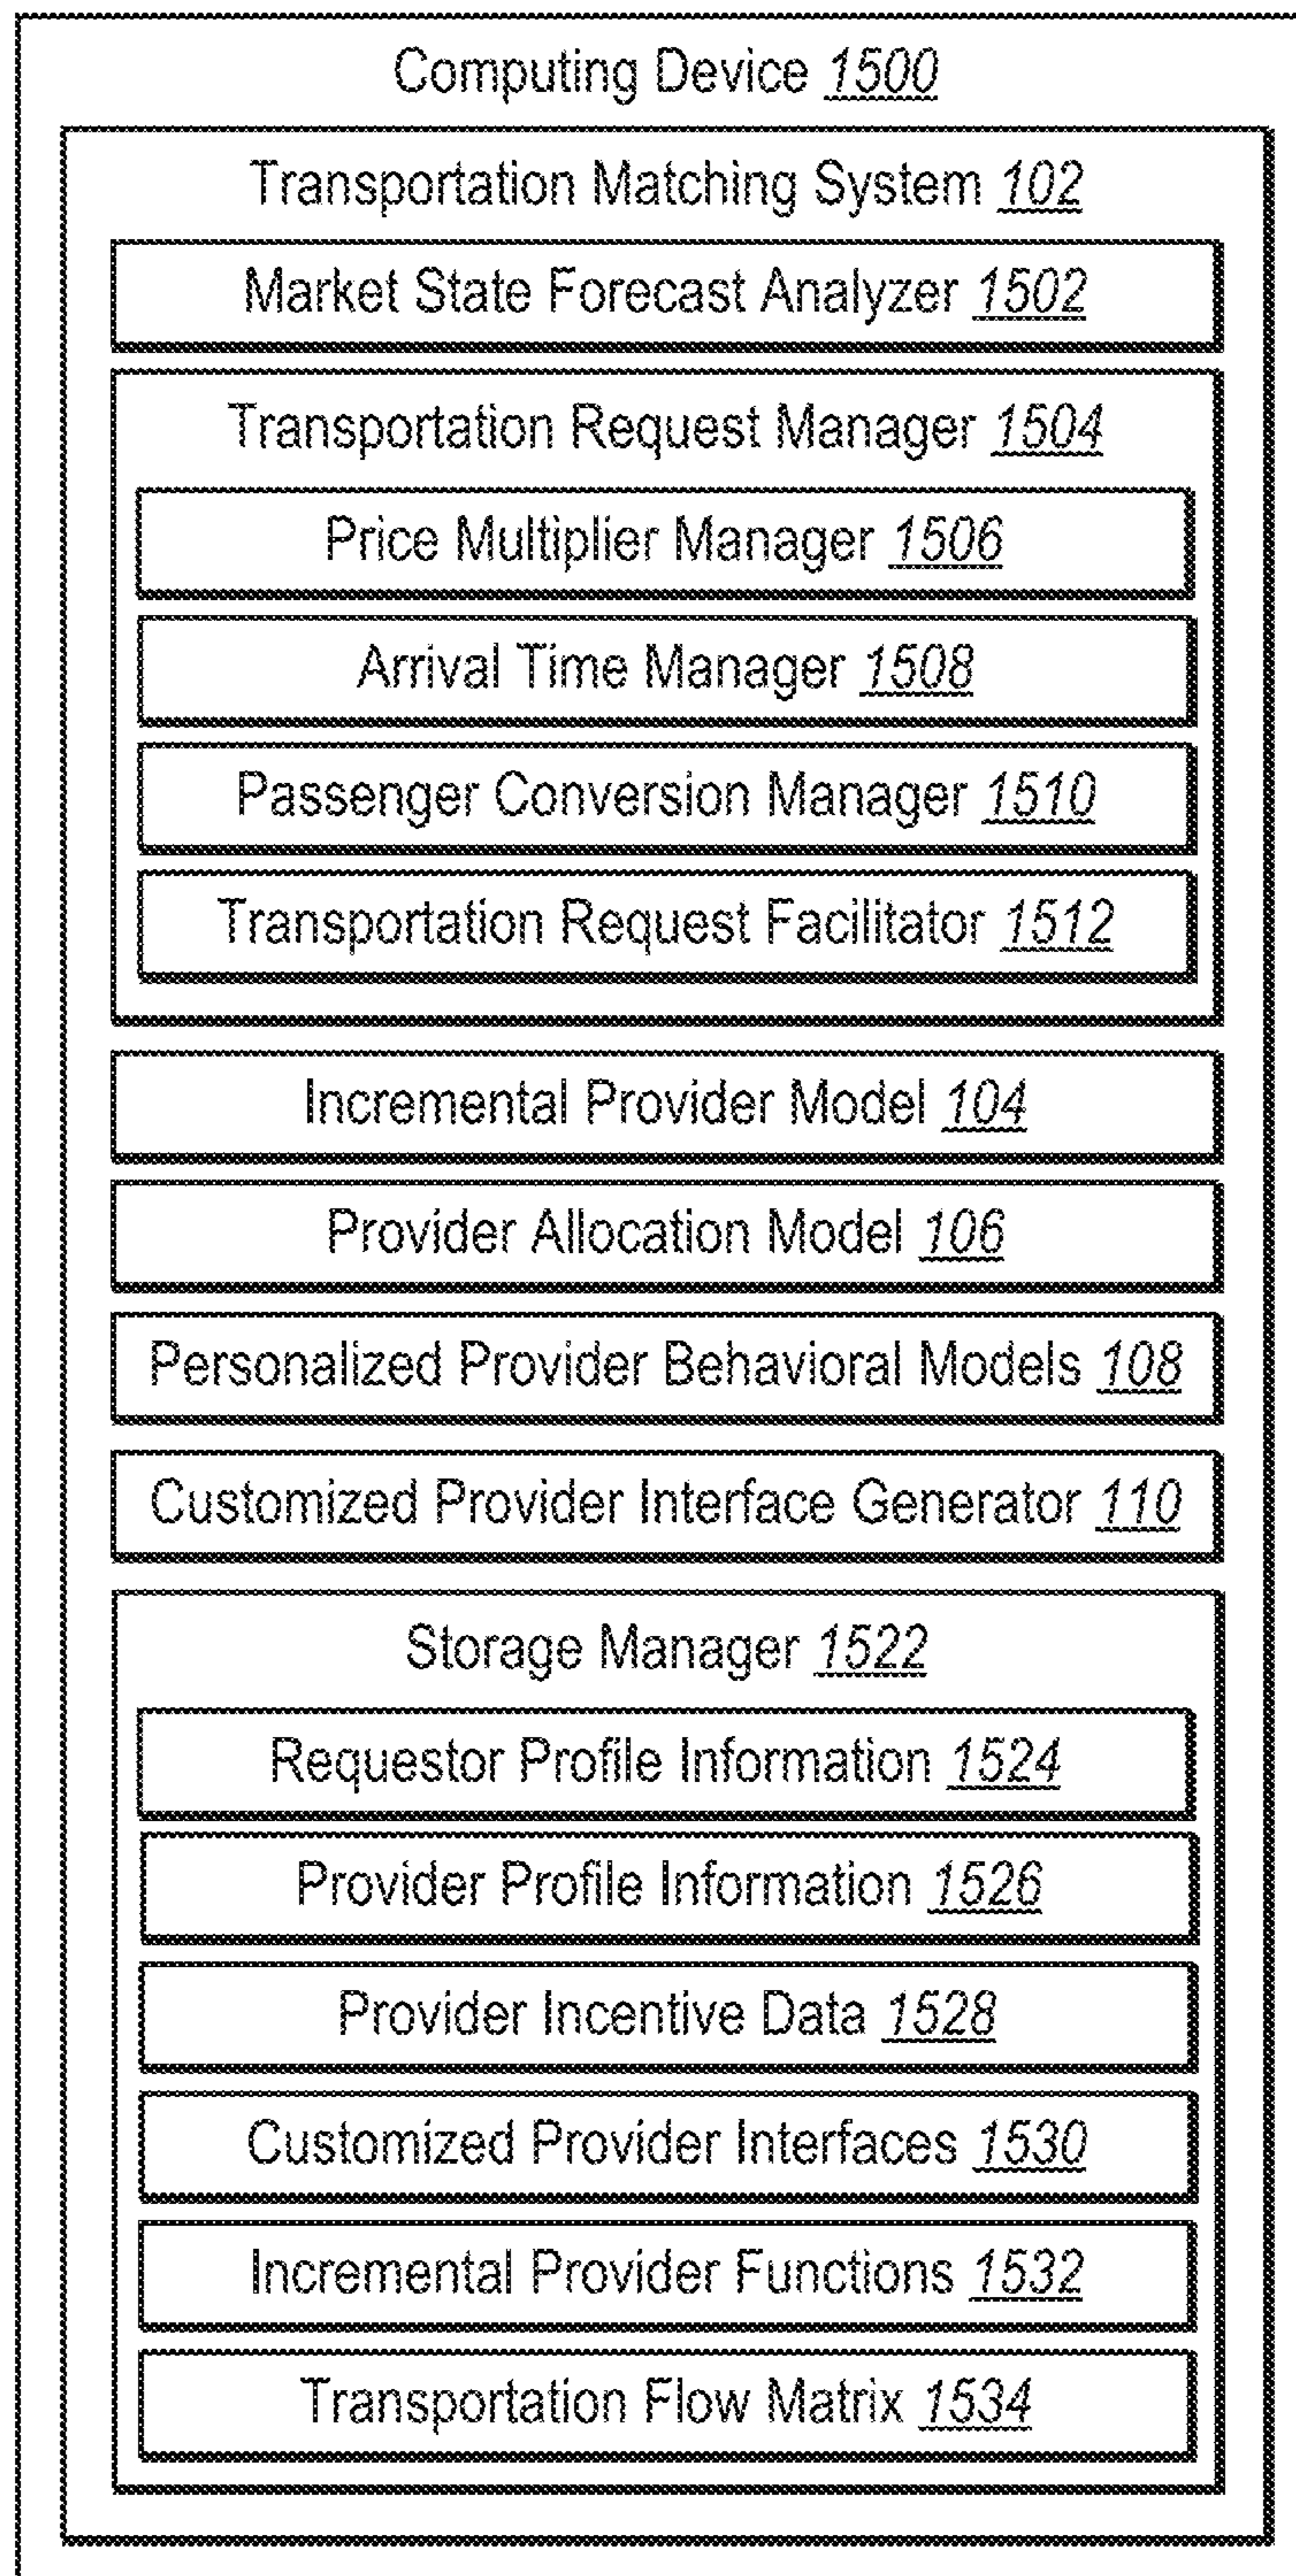 Computing Device 1500
Transportation Matching System 102
Market State Forecast Analyzer 1502
Transportation Request Manager 1504
Price Multiplier Manager 1506
Arrival Time Manager 1508
Passenger Conversion Manager 1510
Transportation Request Facilitator 1512
Incremental Provider Model 104
Provider Allocation Model 106
Personalized Provider Behavioral Models 108
Customized Provider Interface Generator 110
Storage Manager 1522
Requestor Profile Information 1524
Provider Profile Information 1526
Provider Incentive Data 1528
Customized Provider Interfaces 1530
Incremental Provider Functions 1532
Transportation Flow Matrix 1534